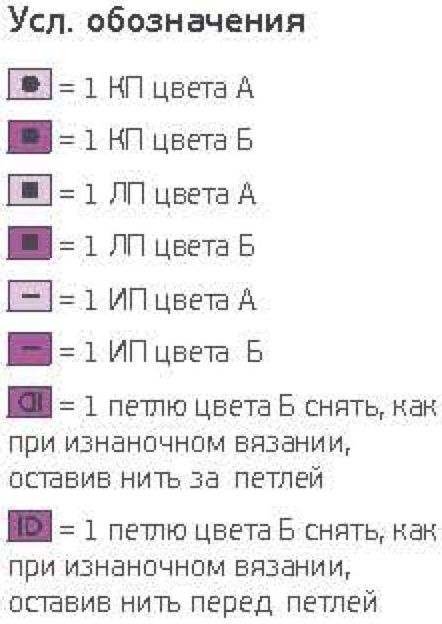 Усл. обозначения
= 1 КП цвета А
= 1 КП цвета Б
= 1 ЛП цвета А
= 1 ЛП цвета Б
= 1 ИП цвета А
= 1 ИП цвета Б
= 1 петлю цвета Б снять, как
при изнаночном вязании,
оставив нить за петлей
= 1 петлю цвета Б снять, как
при изнаночном вязании,
оставив нить перед петлей